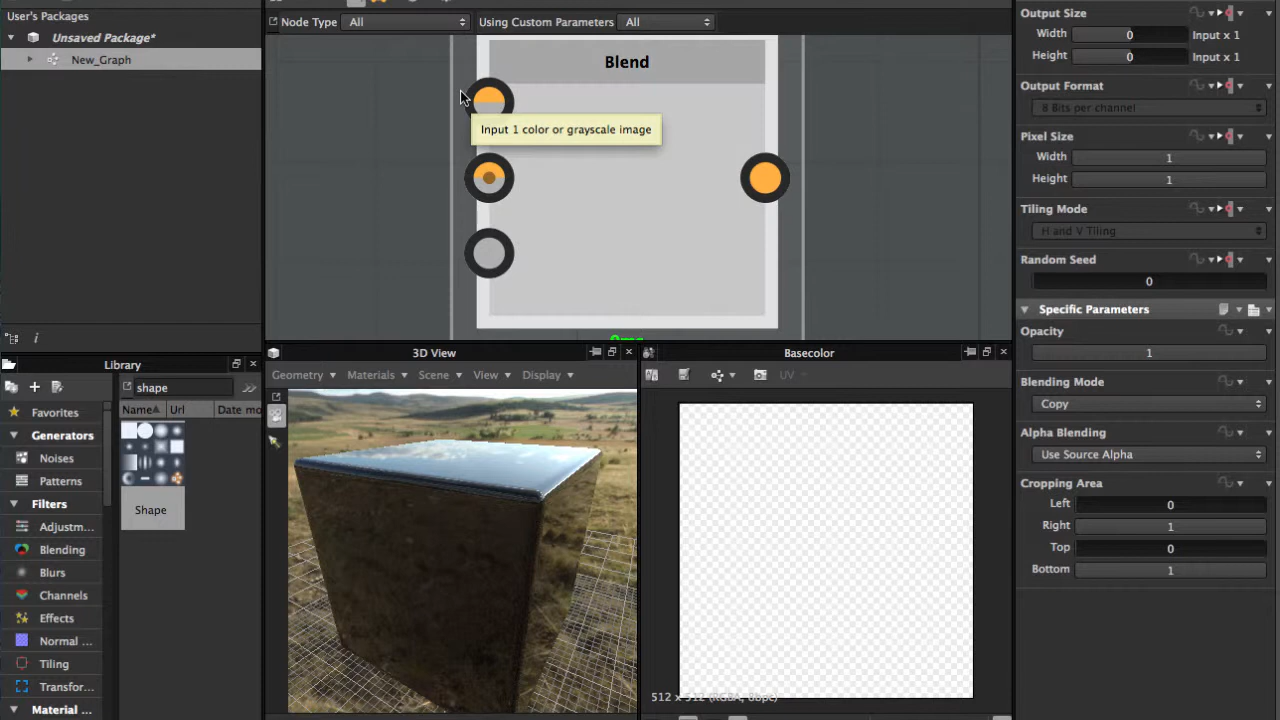 User's Packages
Unsaved Package*
New_Graph
Node Type
All
Using Custom Parameters
All
Blend
Input 1 color or grayscale image
Output Size
Width
0
Input x 1
Height
0
Input x 1
Output Format
8 Bits per channel
Pixel Size
Width
1
Height
1
Tiling Mode
H and V Tiling
Random Seed
0
Specific Parameters
Opacity
1
Blending Mode
Copy
Alpha Blending
Use Source Alpha
Cropping Area
Left
0
Right
1
Top
0
Bottom
1
Library
shape
Name
Url
Date mo
Favorites
Generators
Noises
Patterns
Filters
Adjustm...
Blending
Blurs
Channels
Effects
Normal ...
Tiling
Transfor...
Material ...
Shape
3D View
Geometry
Materials
Scene
View
Display
Basecolor
UV
512 x 512 (RGBA, 8bpc)